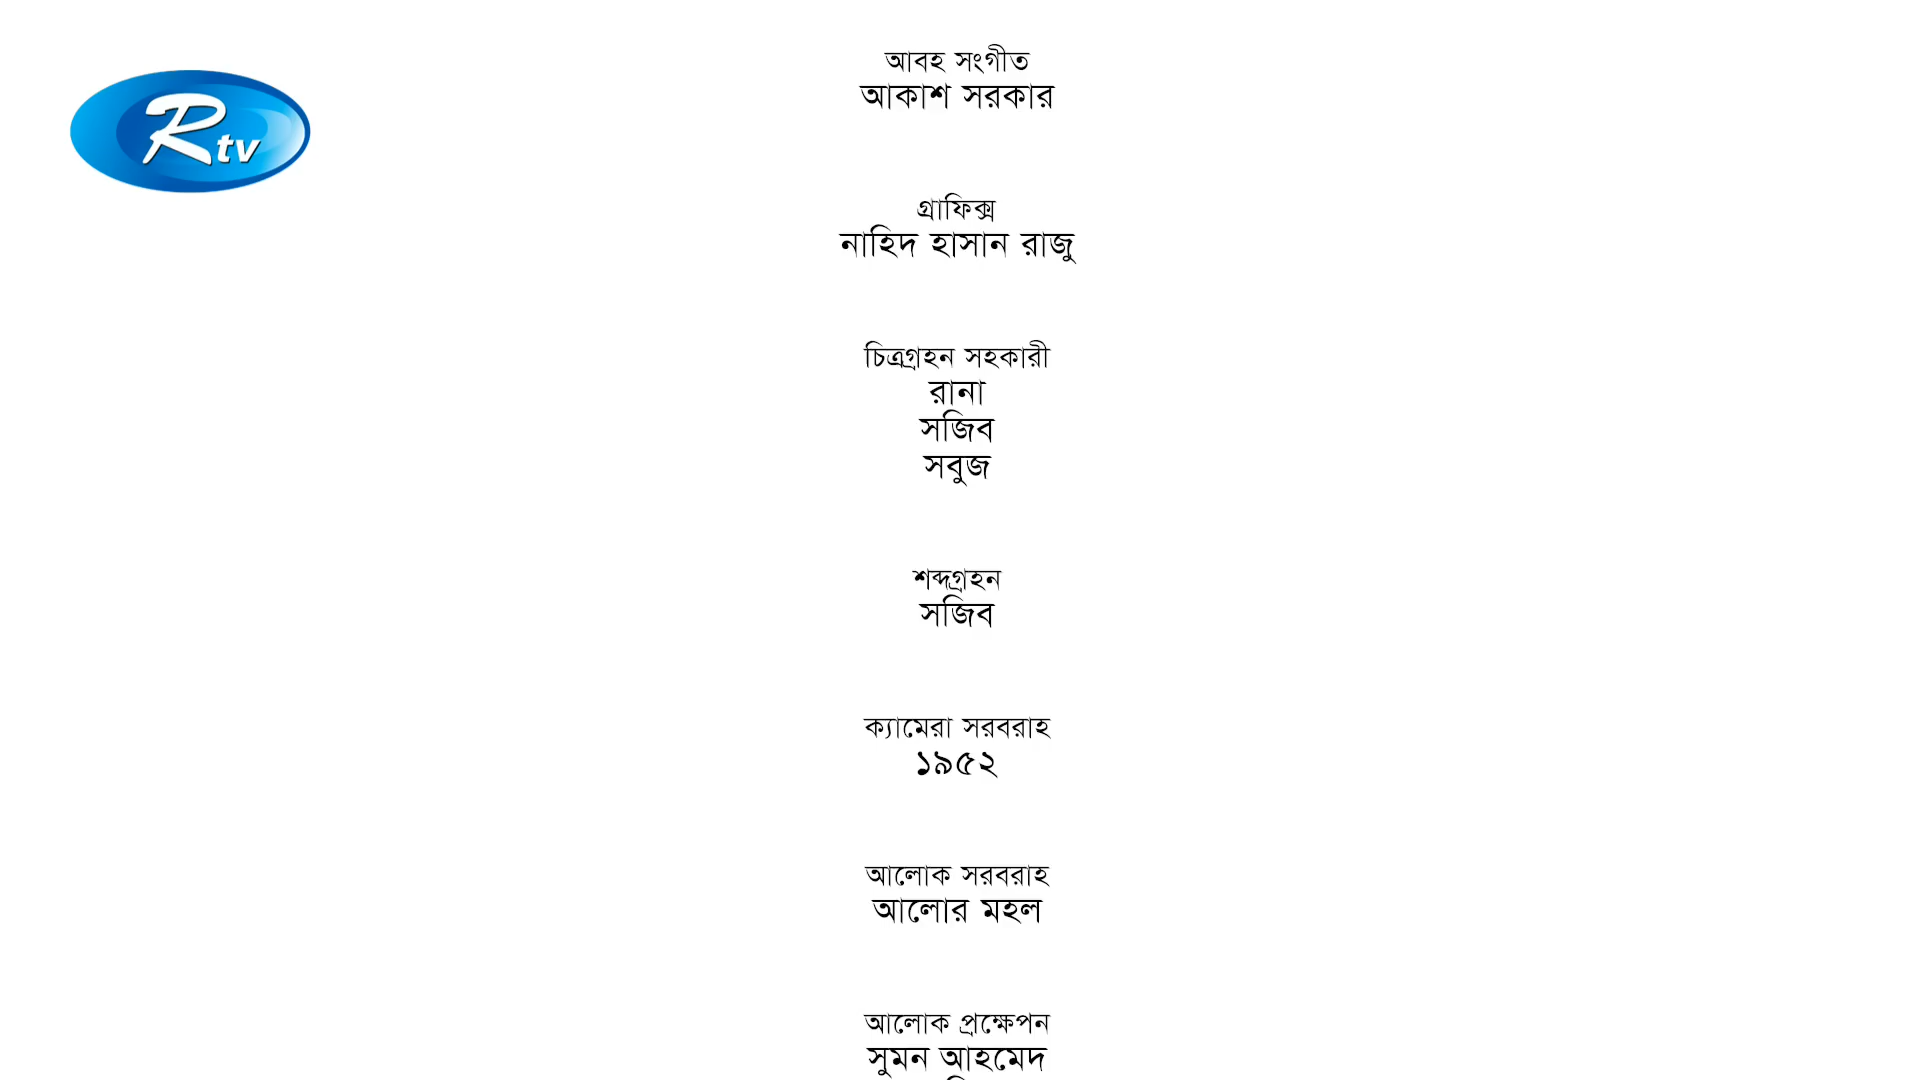 Rtv
আবহ সংগীত
আকাশ সরকার
গ্রাফিক্স
নাহিদ হাসান রাজু
চিত্রগ্রহন সহকারী
রানা
সজিব
সবুজ
শব্দগ্রহন
সজিব
ক্যামেরা সরবরাহ
১৯৫২
আলোক সরবরাহ
আলোর মহল
আলোক প্রক্ষেপন
সুমন আহমেদ